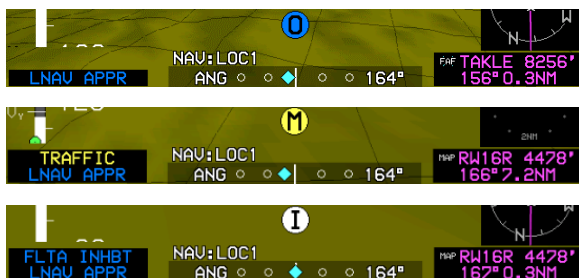 O
N
W
NAV:LOC1
FAF TAKLE 8256'
LNAV APPR
ANG 164°
156° 0.3NM
M
VY
2NM
TRAFFIC
NAV:LOC1
MAP RW16R 4478'
LNAV APPR
ANG 164°
166° 7.2NM
I
N
FLTA INHBT
NAV:LOC1
MAP RW16R 4478'
LNAV APPR
ANG 164°
167° 0.3NM